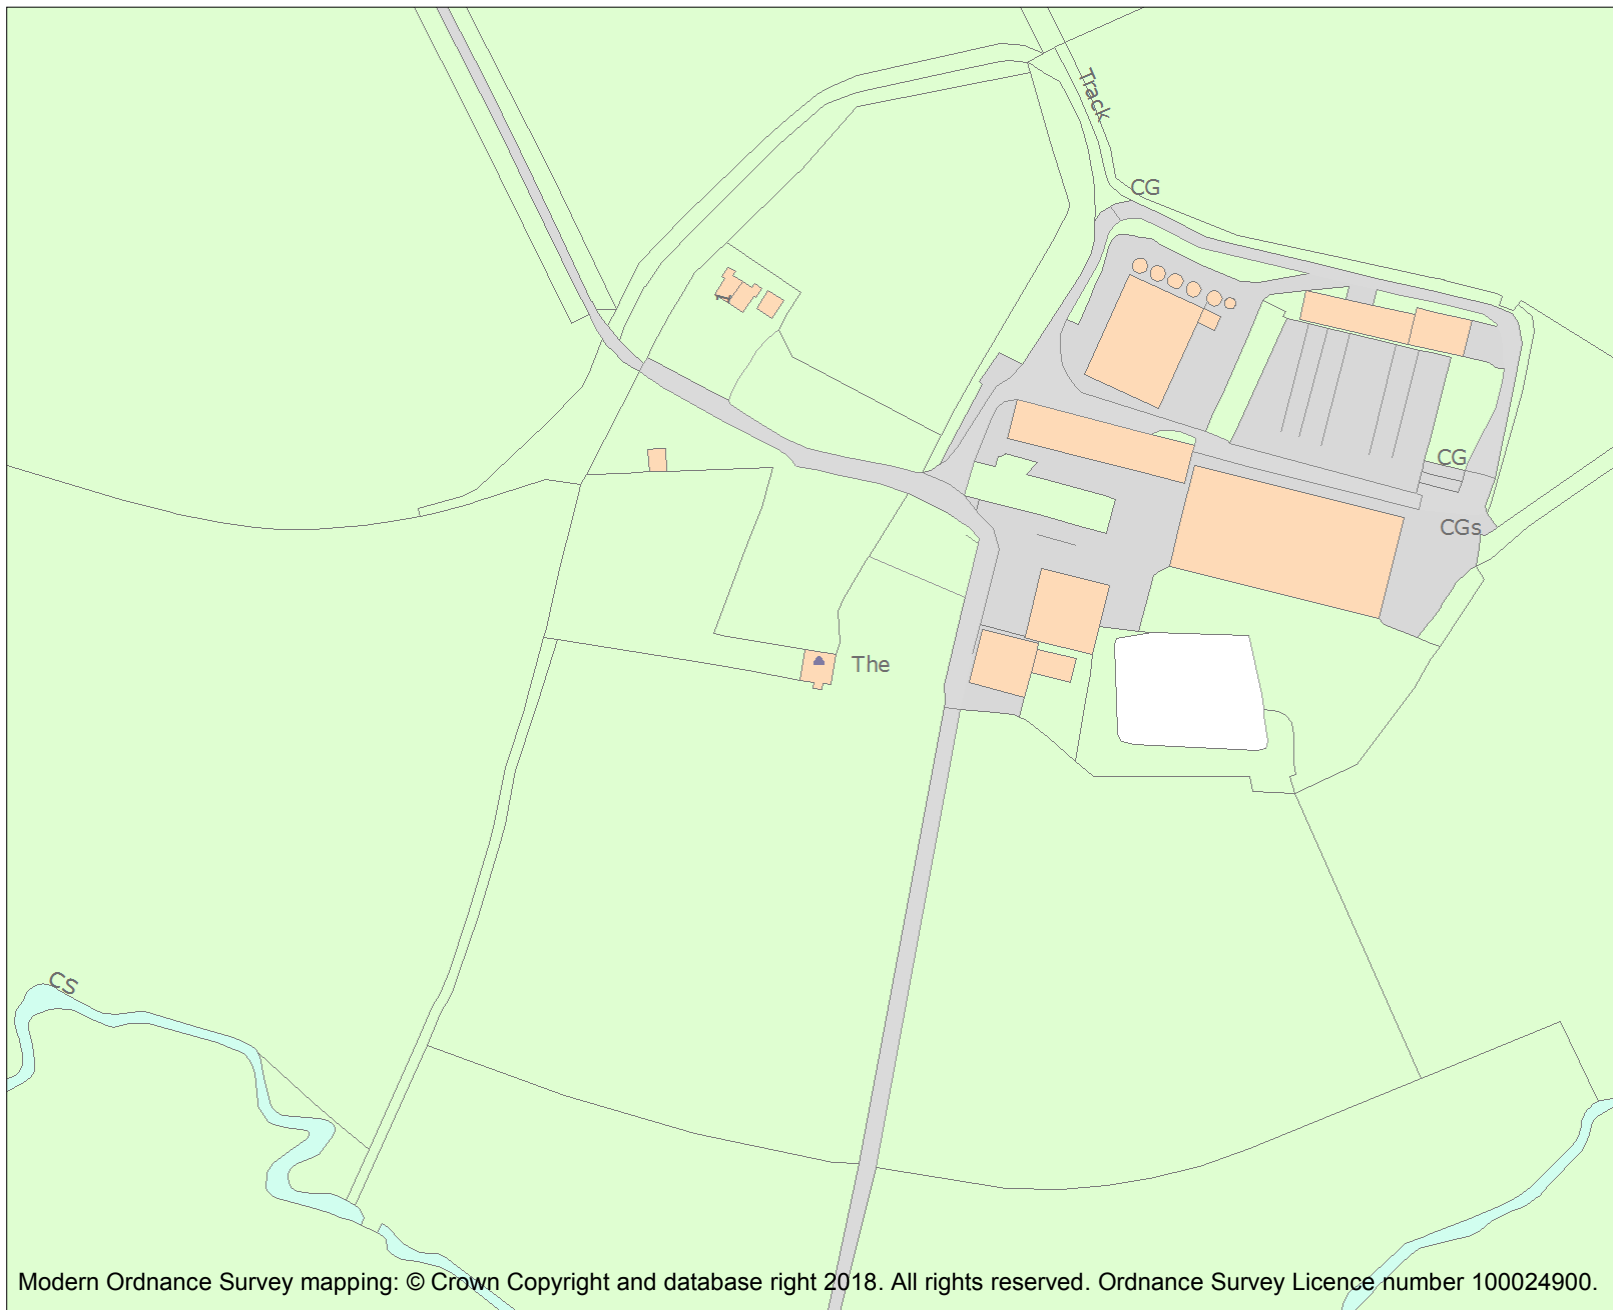 Track
CG
CG
CGs
The
CS
Modern Ordnance Survey mapping: © Crown Copyright and database right 2018. All rights reserved. Ordnance Survey Licence number 100024900.